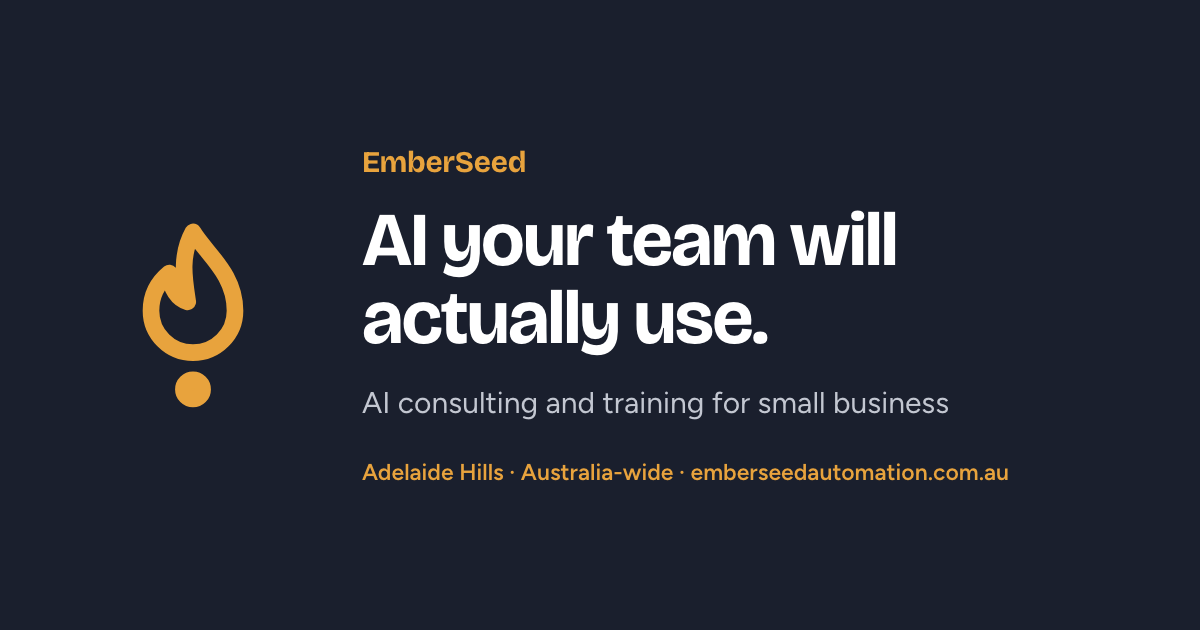 EmberSeed
AI your team will
actually use.
AI consulting and training for small business
Adelaide Hills · Australia-wide · emberseedautomation.com.au